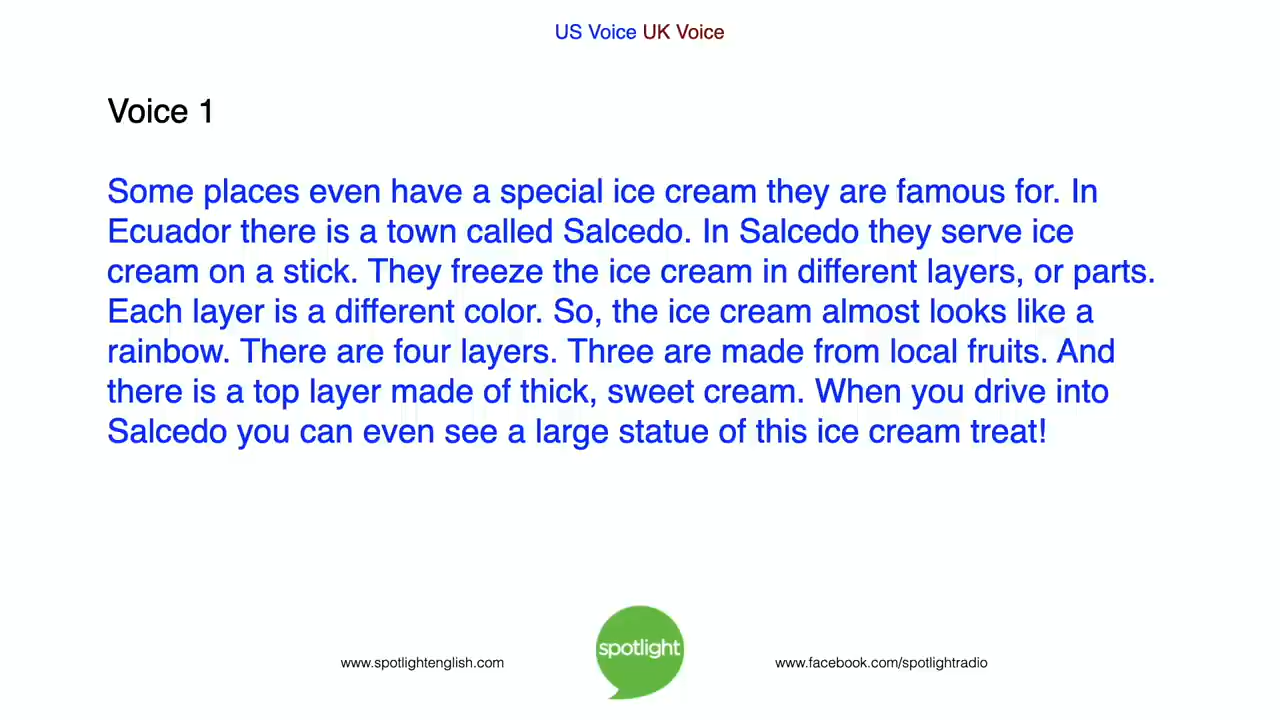 US Voice UK Voice
Voice 1
Some places even have a special ice cream they are famous for. In
Ecuador there is a town called Salcedo. In Salcedo they serve ice
cream on a stick. They freeze the ice cream in different layers, or parts.
Each layer is a different color. So, the ice cream almost looks like a
rainbow. There are four layers. Three are made from local fruits. And
there is a top layer made of thick, sweet cream. When you drive into
Salcedo you can even see a large statue of this ice cream treat!
spotlight
www.spotlightenglish.com
www.facebook.com/spotlightradio